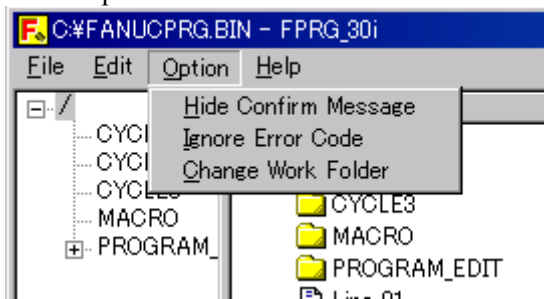 C:¥FANUCPRG.BIN - FPRG_30i
File Edit Option Help
Hide Confirm Message
Ignore Error Code
Change Work Folder
/
MACRO
CYCLE3
MACRO
PROGRAM_EDIT